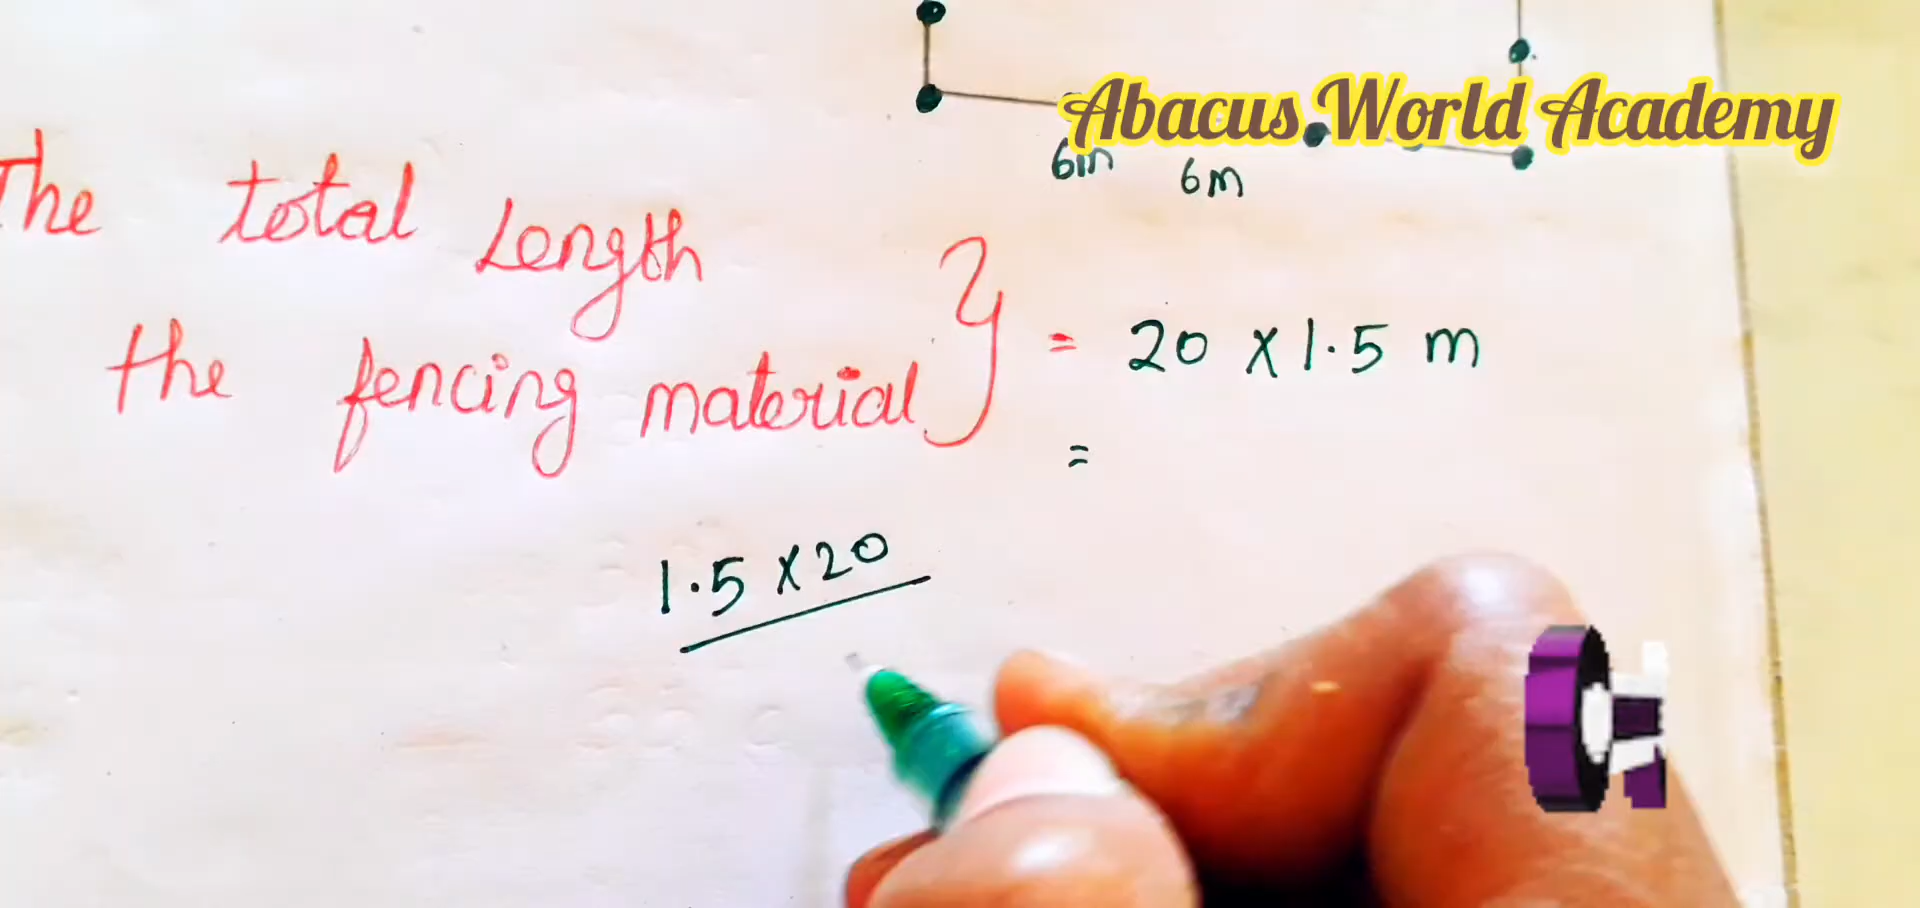 Abacus World Academy
6m 6m
The total Length
the fencing material } = 20 x 1.5 m
=
1.5 x 20